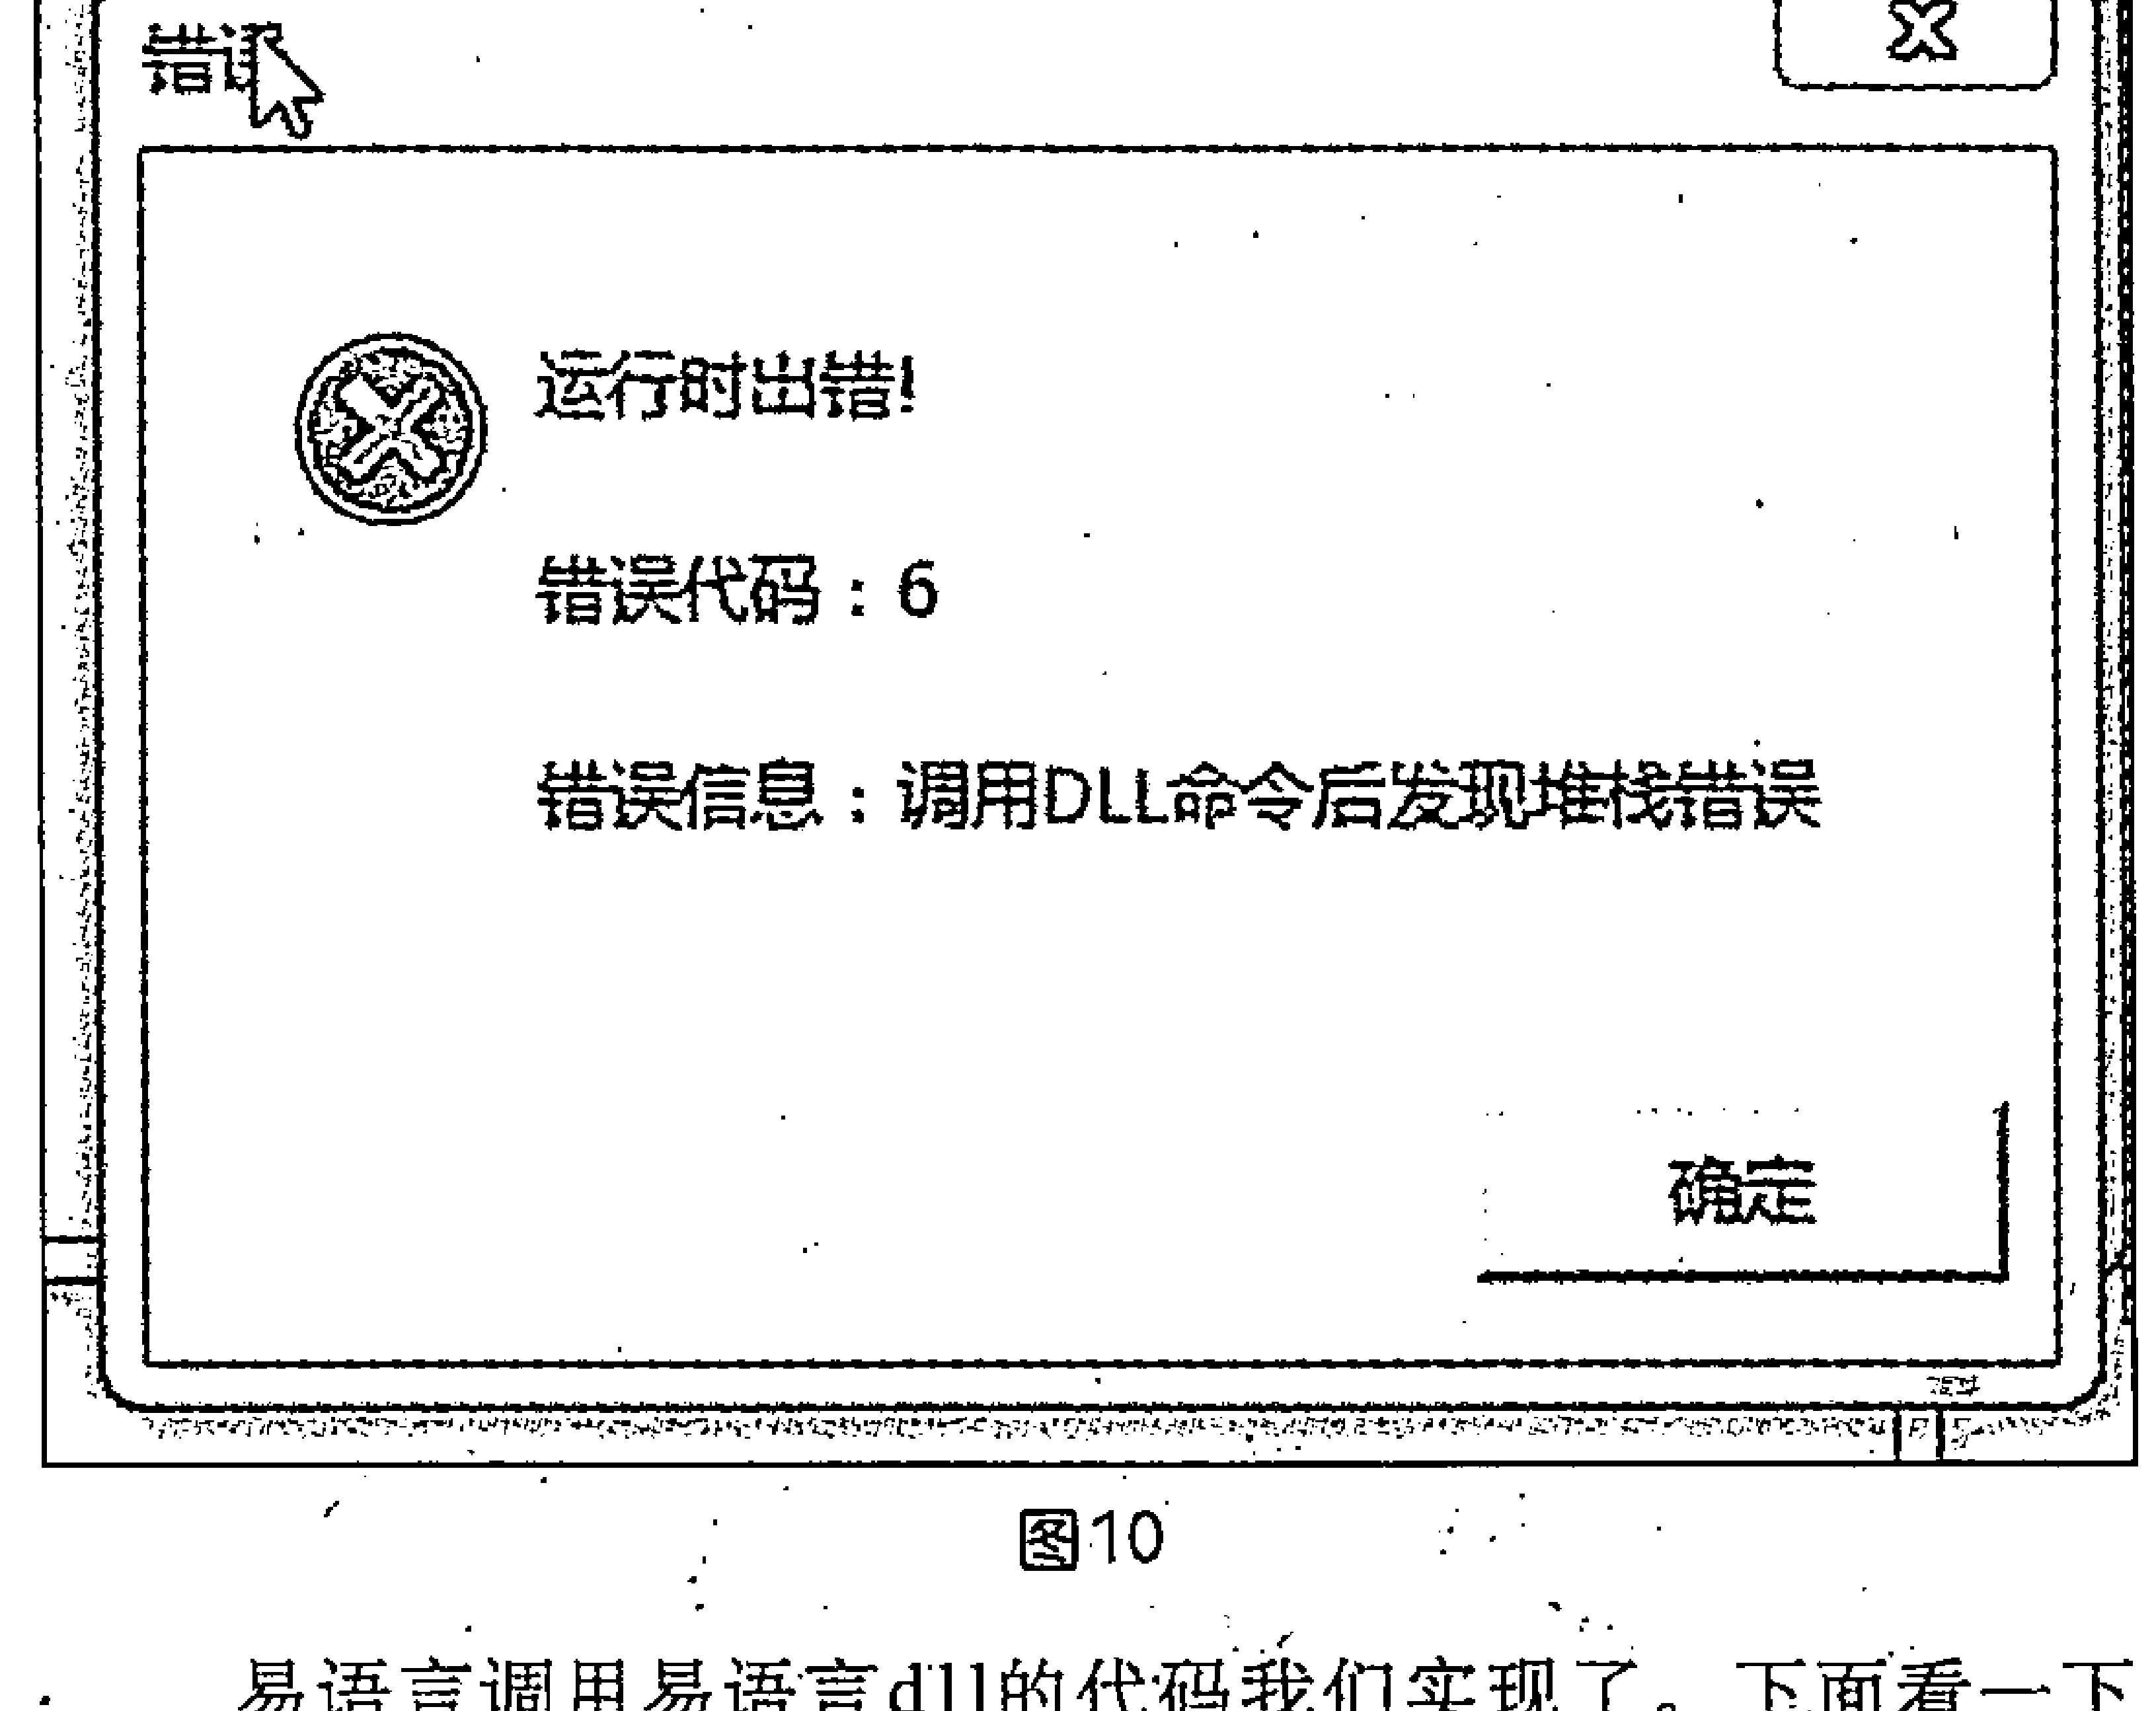 错误
运行时出错!
错误代码：6
错误信息：调用DLL命令后发现堆栈错误
确定
图10
易语言调用易语言dll的代码我们实现了。下面看一下